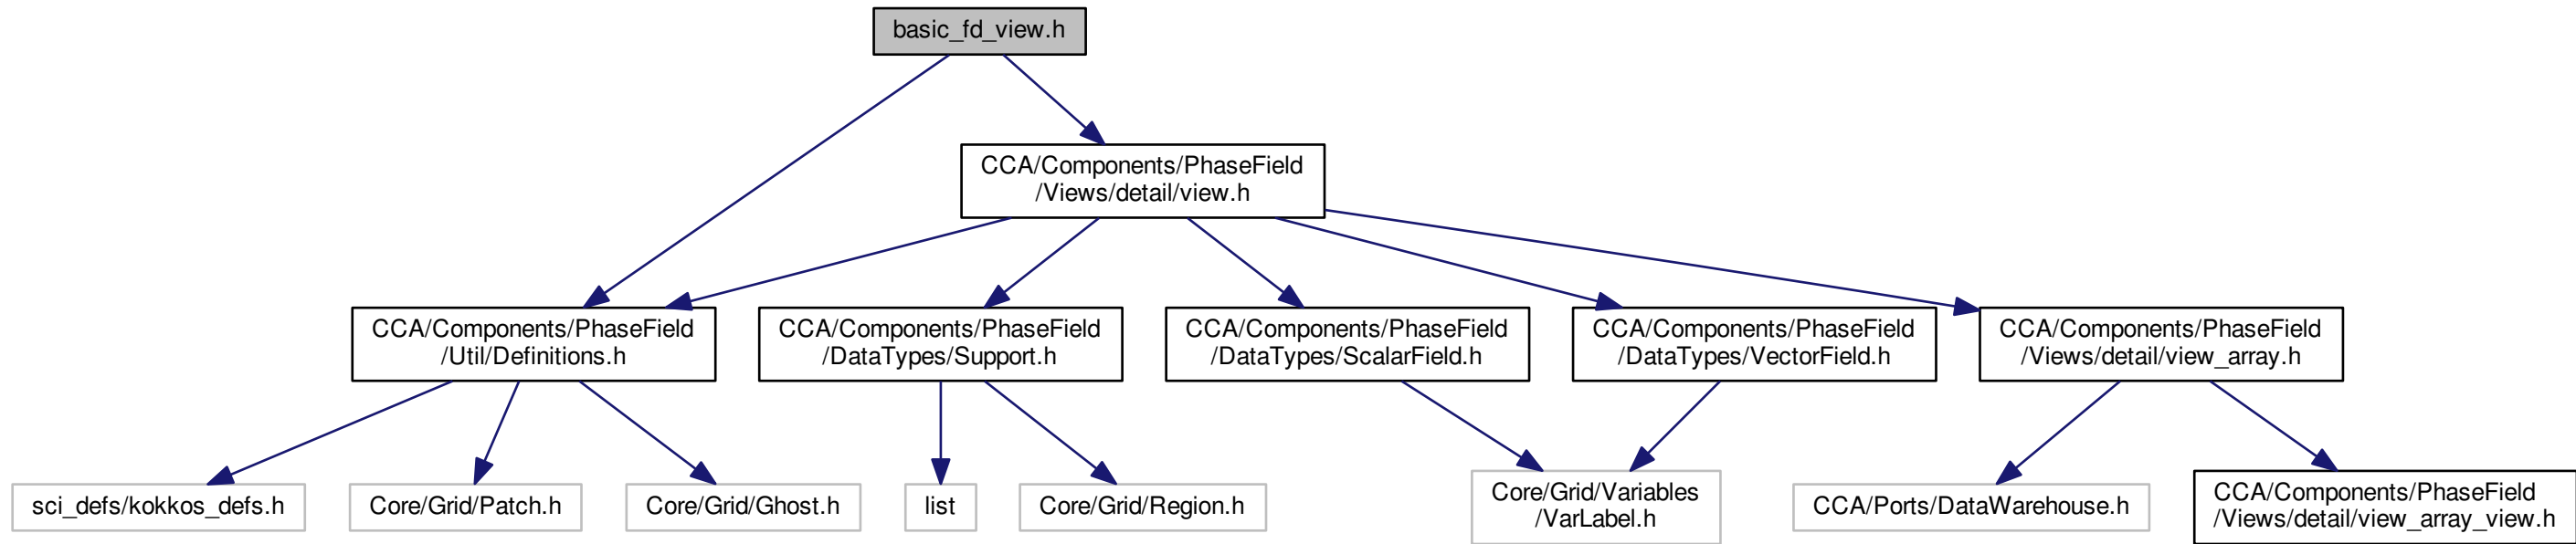 basic_fd_view.h
CCA/Components/PhaseField
/Views/detail/view.h
CCA/Components/PhaseField
/Util/Definitions.h
CCA/Components/PhaseField
/DataTypes/Support.h
CCA/Components/PhaseField
/DataTypes/ScalarField.h
CCA/Components/PhaseField
/DataTypes/VectorField.h
CCA/Components/PhaseField
/Views/detail/view_array.h
sci_defs/kokkos_defs.h
Core/Grid/Patch.h
Core/Grid/Ghost.h
list
Core/Grid/Region.h
Core/Grid/Variables
/VarLabel.h
CCA/Ports/DataWarehouse.h
CCA/Components/PhaseField
/Views/detail/view_array_view.h